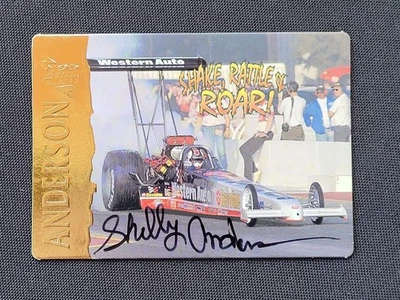 Western Auto
SHAKE, RATTLE &
ROAR!
ANDERSON
Western Auto
Shelly Anderson